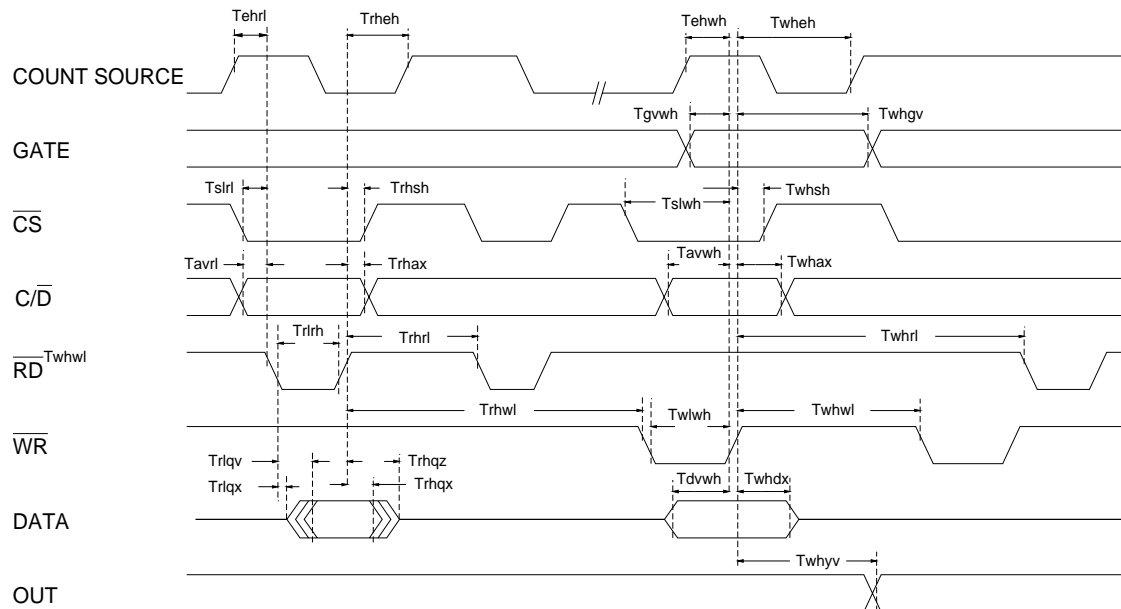 Tehrl Trheh Tehwh Twheh
COUNT SOURCE
Tgvwh Twhgv
GATE
Tslrl Trhsh Tslwh Twhsh
CS
Tavrl Trhax Tavwh Twhax
C/D
Trlrh Trhrl Twhrl
RD Twhwl
Trhwl Twlwh Twhwl
WR
Trlqv Trhqz Tdvwh Twhdx
Trlqx Trhqx
DATA
Twhyv
OUT